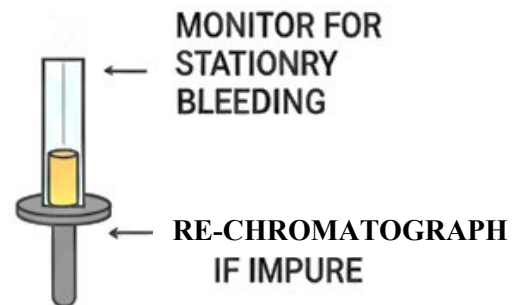 MONITOR FOR
STATIONRY
BLEEDING
RE-CHROMATOGRAPH
IF IMPURE